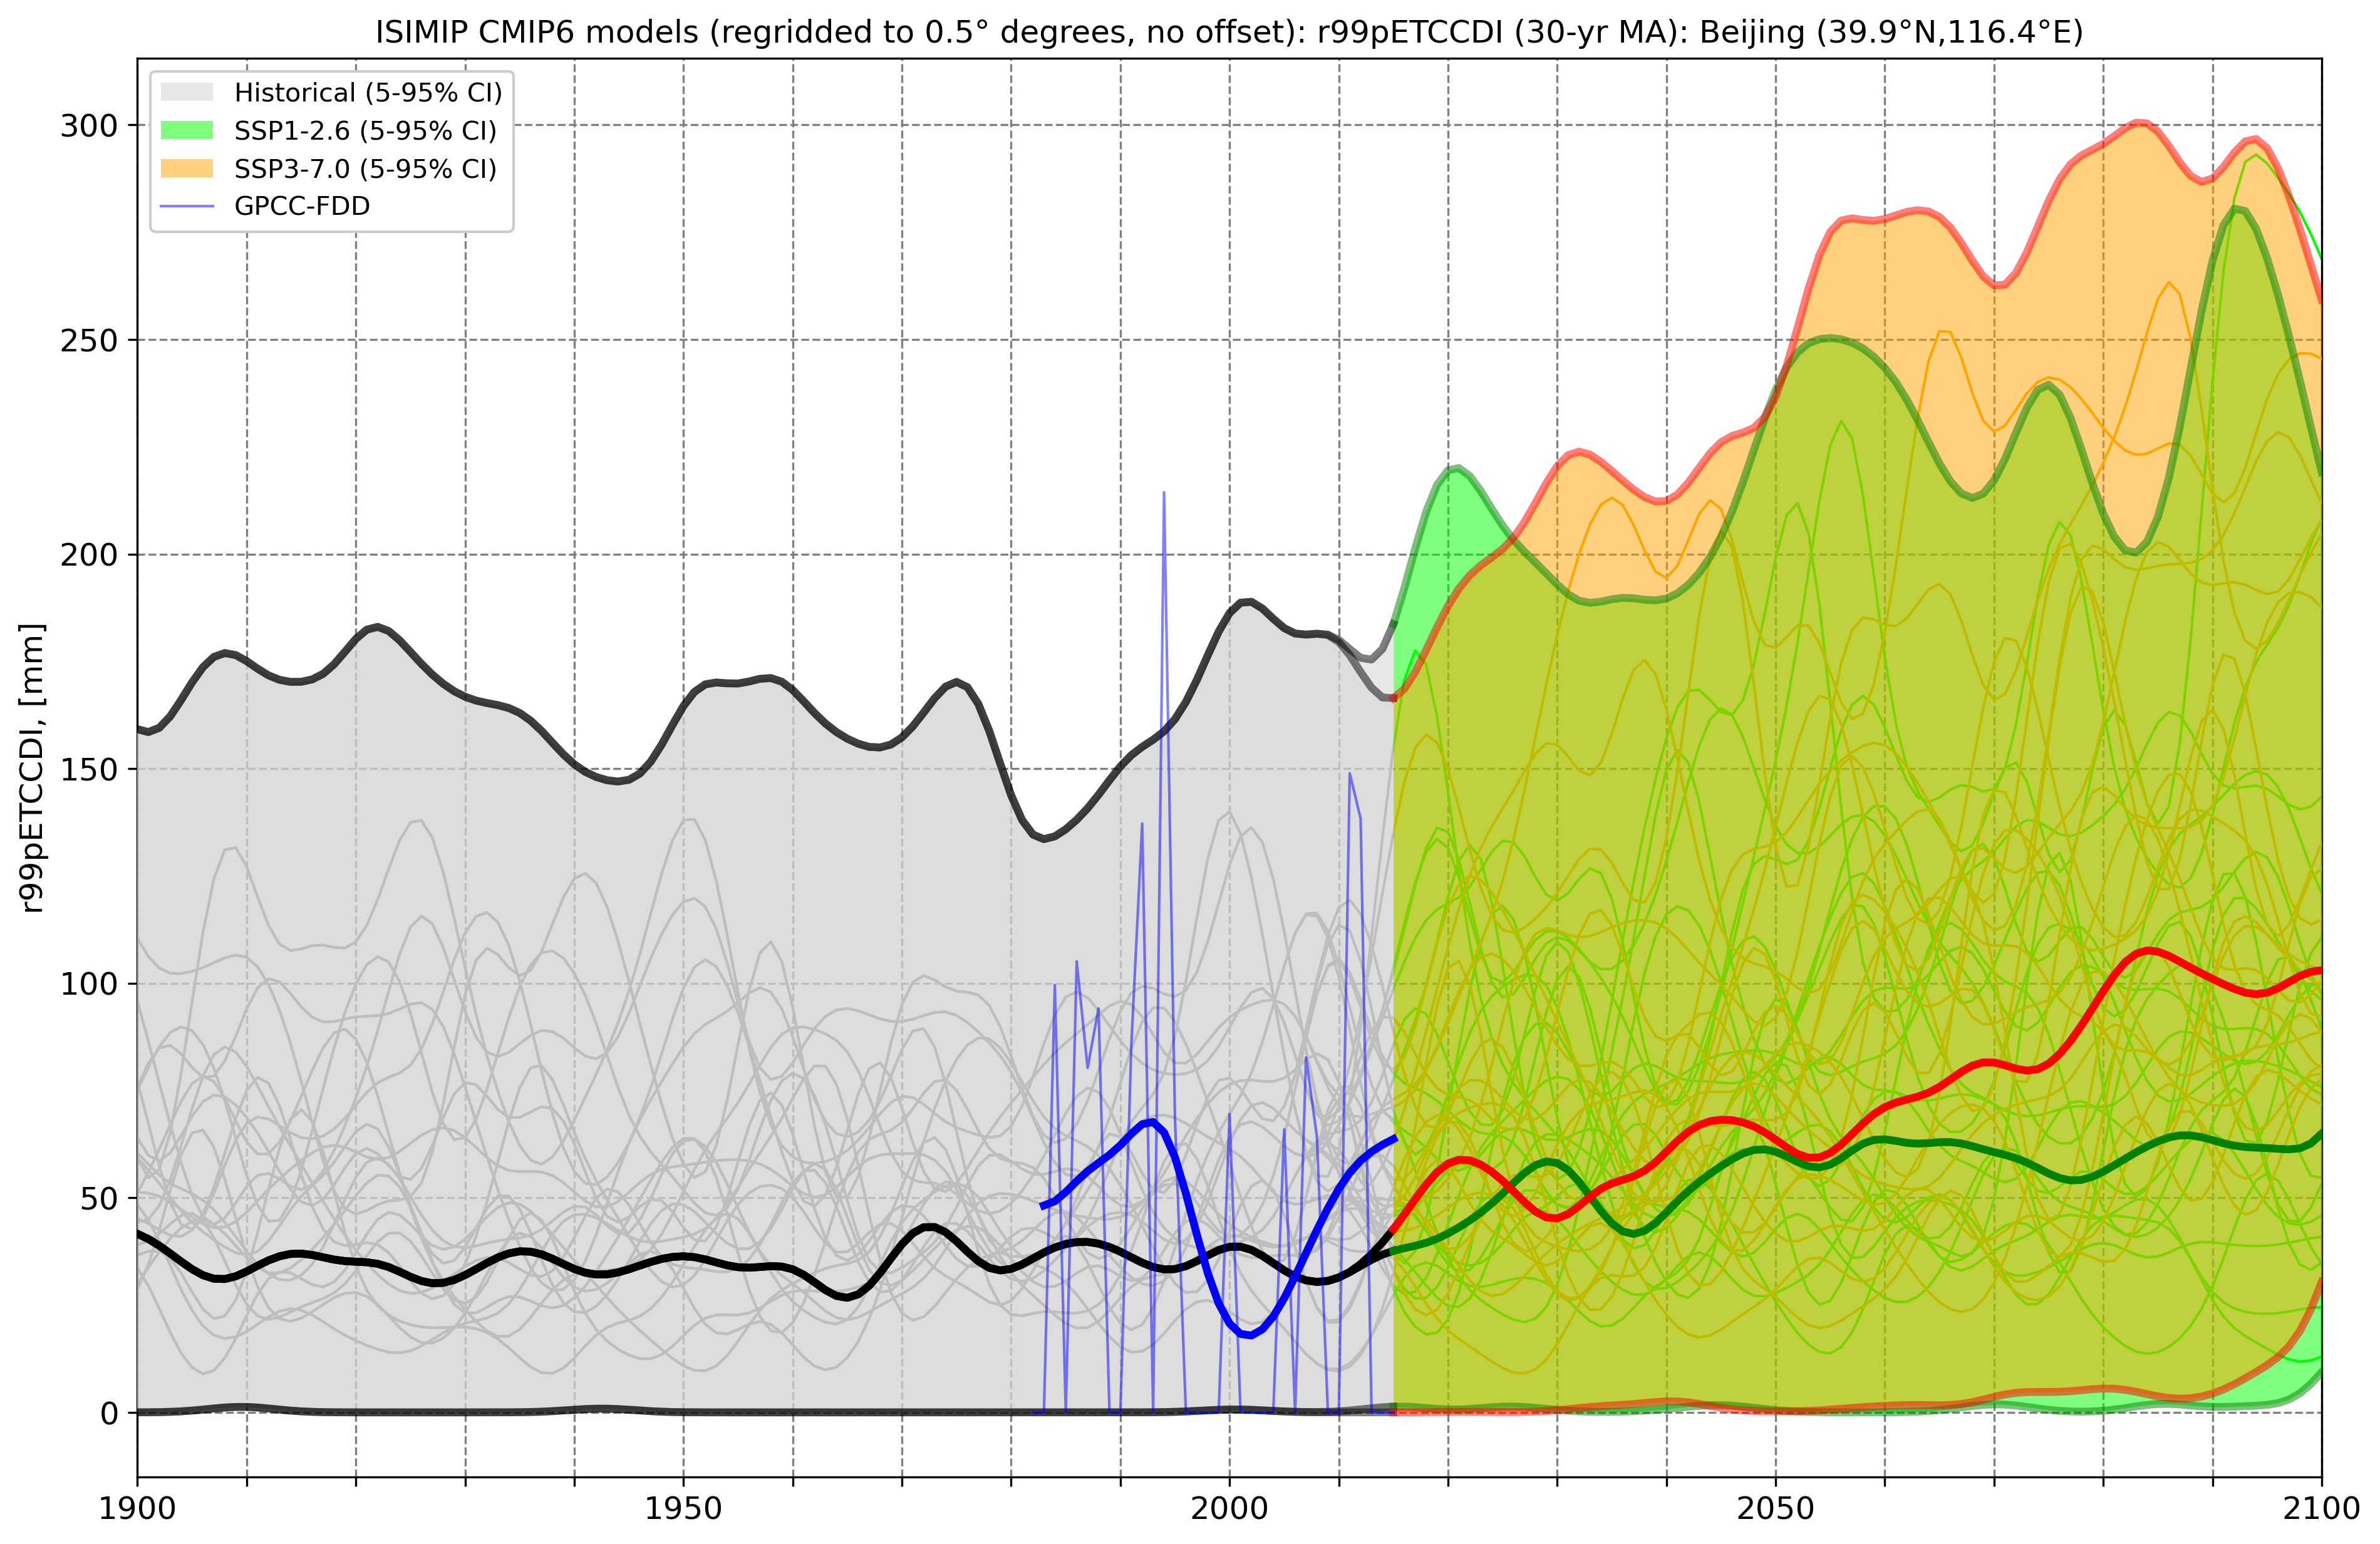 ISIMIP CMIP6 models (regridded to 0.5° degrees, no offset): r99pETCCDI (30-yr MA): Beijing (39.9°N,116.4°E)
Historical (5-95% CI)
SSP1-2.6 (5-95% CI)
SSP3-7.0 (5-95% CI)
GPCC-FDD
r99pETCCDI, [mm]
300
250
200
150
100
50
0
1900 1950 2000 2050 2100